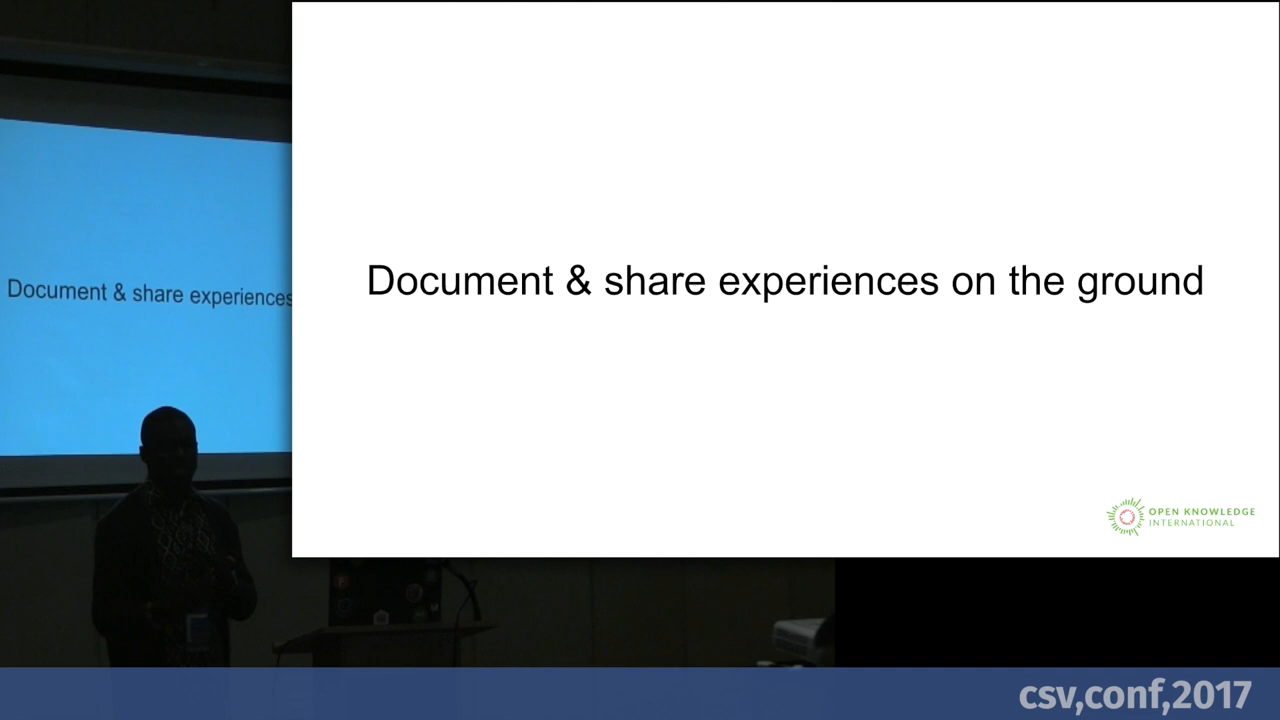 Document & share experiences
Document & share experiences on the ground
OPEN KNOWLEDGE
INTERNATIONAL
csv,conf,2017